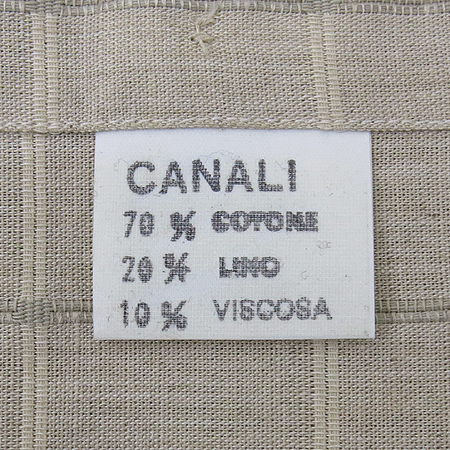 CANALI
70 % COTONE
20 % LINO
10 % VISCOSA